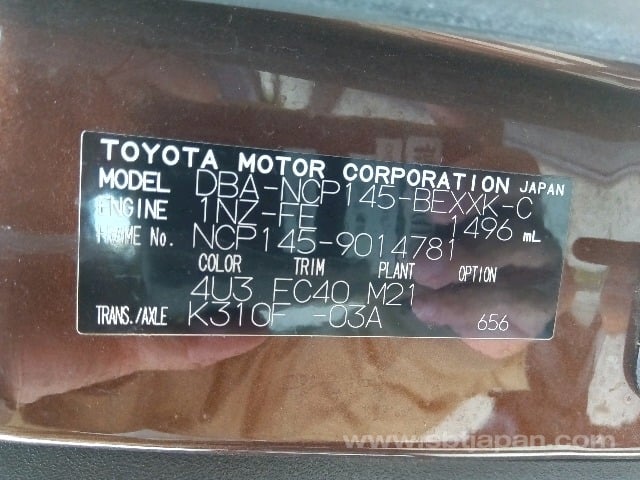 TOYOTA MOTOR CORPORATION JAPAN
MODEL DBA-NCP145-BEXXK-C
ENGINE 1NZ-FE 1496 mL
FRAME No. NCP145-9014781
COLOR TRIM PLANT OPTION
4U3 FC40 M21
TRANS./AXLE K310F -03A 656
www.sbtjapan.com